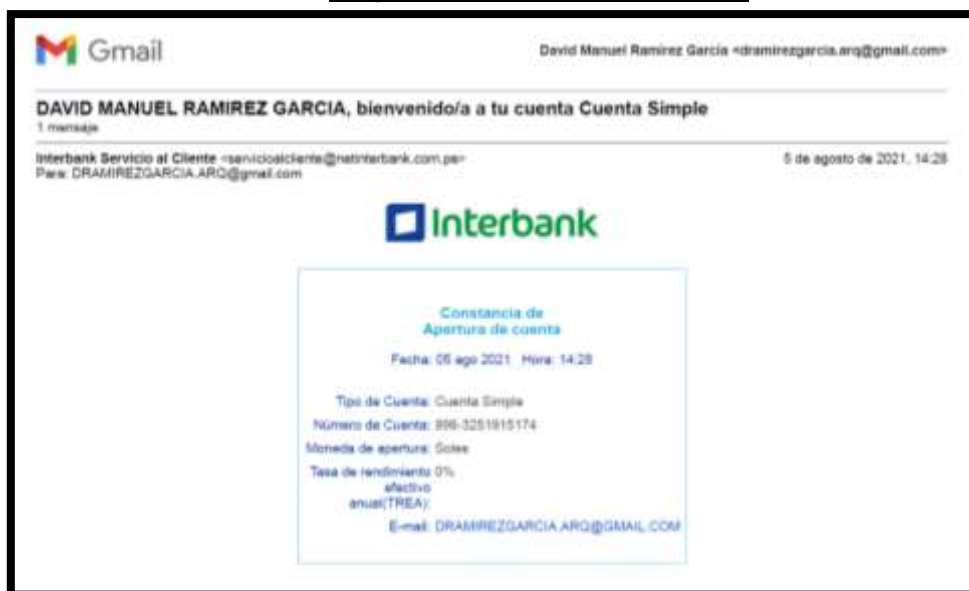 Gmail
David Manuel Ramirez Garcia <dramirezgarcia.arq@gmail.com>
DAVID MANUEL RAMIREZ GARCIA, bienvenido/a a tu cuenta Cuenta Simple
1 mensaje
Interbank Servicio al Cliente <servicioalcliente@netinterbank.com.pe>
5 de agosto de 2021, 14:28
Para: DRAMIREZGARCIA.ARQ@gmail.com
Interbank
Constancia de
Apertura de cuenta
Fecha: 05 ago 2021 Hora: 14:28
Tipo de Cuenta: Cuenta Simple
Número de Cuenta: 898-3251915174
Moneda de apertura: Soles
Tasa de rendimiento 0%
efectivo
anual(TREA):
E-mail: DRAMIREZGARCIA.ARQ@GMAIL.COM